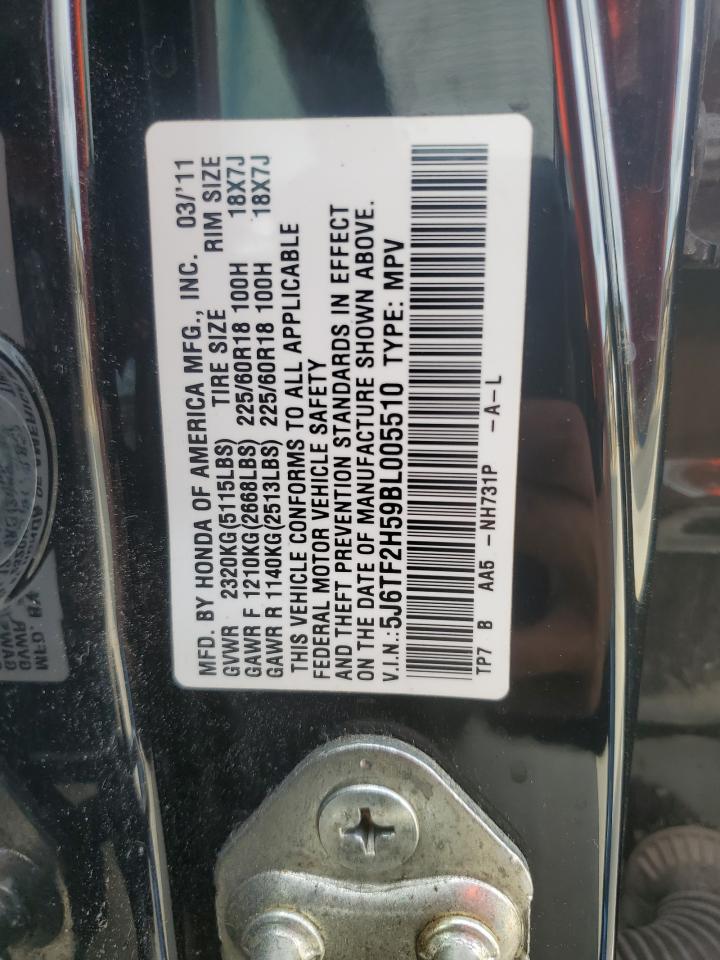 MFD. BY HONDA OF AMERICA MFG., INC. 03/'11
GVWR 2320KG(5115LBS) TIRE SIZE RIM SIZE
GAWR F 1210KG(2668LBS) 225/60R18 100H 18X7J
GAWR R 1140KG(2513LBS) 225/60R18 100H 18X7J
THIS VEHICLE CONFORMS TO ALL APPLICABLE
FEDERAL MOTOR VEHICLE SAFETY
AND THEFT PREVENTION STANDARDS IN EFFECT
ON THE DATE OF MANUFACTURE SHOWN ABOVE.
V.I.N.:5J6TF2H59BL005510 TYPE: MPV
TP7 B AA5 -NH731P -A-L